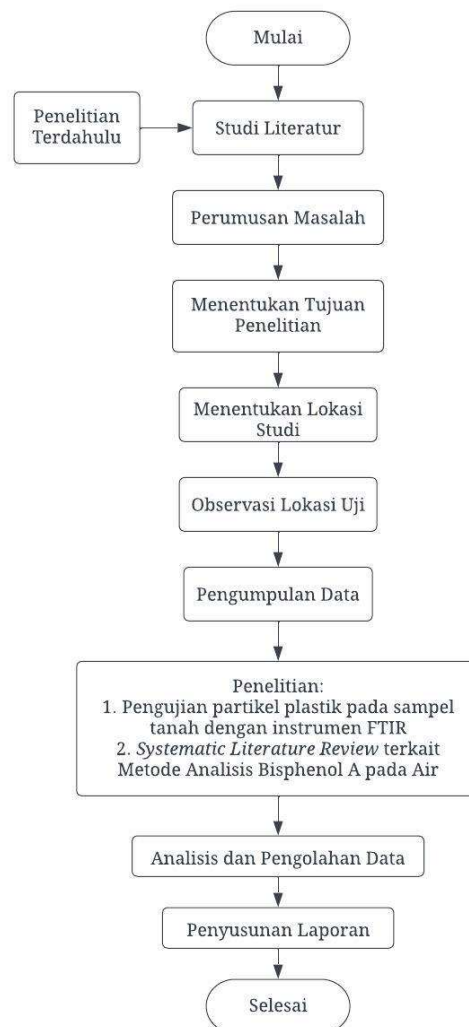 Mulai
Penelitian
Terdahulu
Studi Literatur
Perumusan Masalah
Menentukan Tujuan
Penelitian
Menentukan Lokasi
Studi
Observasi Lokasi Uji
Pengumpulan Data
Penelitian:
1. Pengujian partikel plastik pada sampel
tanah dengan instrumen FTIR
2. Systematic Literature Review terkait
Metode Analisis Bisphenol A pada Air
Analisis dan Pengolahan Data
Penyusunan Laporan
Selesai